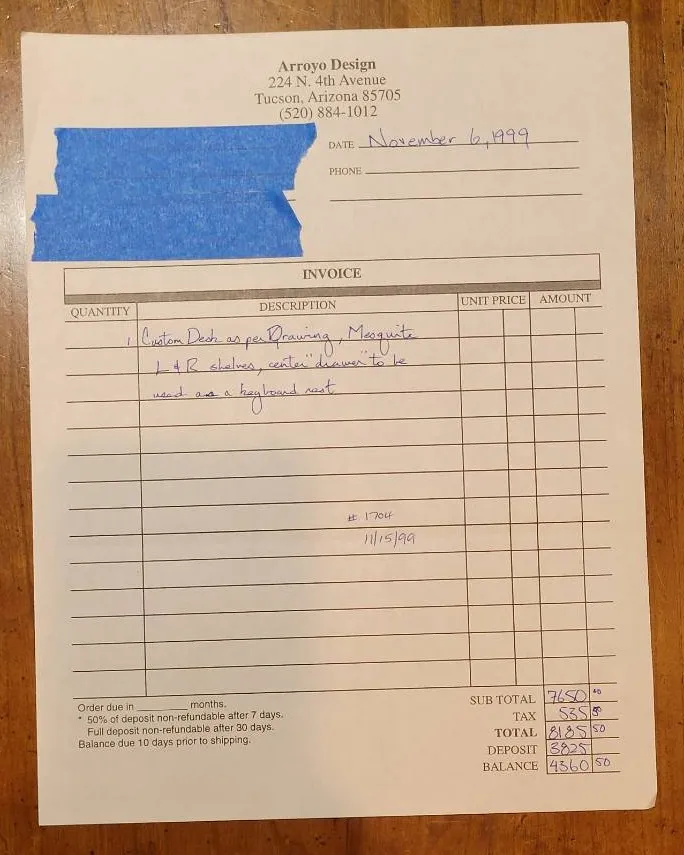 Arroyo Design
224 N. 4th Avenue
Tucson, Arizona 85705
(520) 884-1012
DATE November 6, 1999
PHONE
INVOICE
QUANTITY DESCRIPTION UNIT PRICE AMOUNT
1 Custom Desk as per Drawing, Mesquite
L & R shelves, center "drawer" to be
used as a keyboard rest
# 1704
11/15/99
Order due in ________ months.
* 50% of deposit non-refundable after 7 days.
Full deposit non-refundable after 30 days.
Balance due 10 days prior to shipping.
SUB TOTAL 7650 00
TAX 535 50
TOTAL 8185 50
DEPOSIT 3825
BALANCE 4360 50